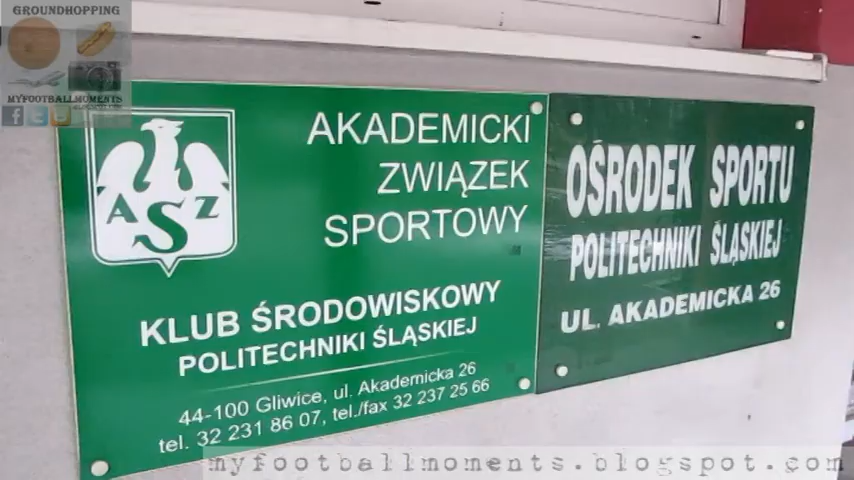 GROUNDHOPPING
MYFOOTBALLMOMENTS
ASZ
AKADEMICKI
ZWIĄZEK
SPORTOWY
KLUB ŚRODOWISKOWY
POLITECHNIKI ŚLĄSKIEJ
44-100 Gliwice, ul. Akademicka 26
tel. 32 231 86 07, tel./fax 32 237 25 66
OŚRODEK SPORTU
POLITECHNIKI ŚLĄSKIEJ
UL. AKADEMICKA 26
myfootballmoments.blogspot.com